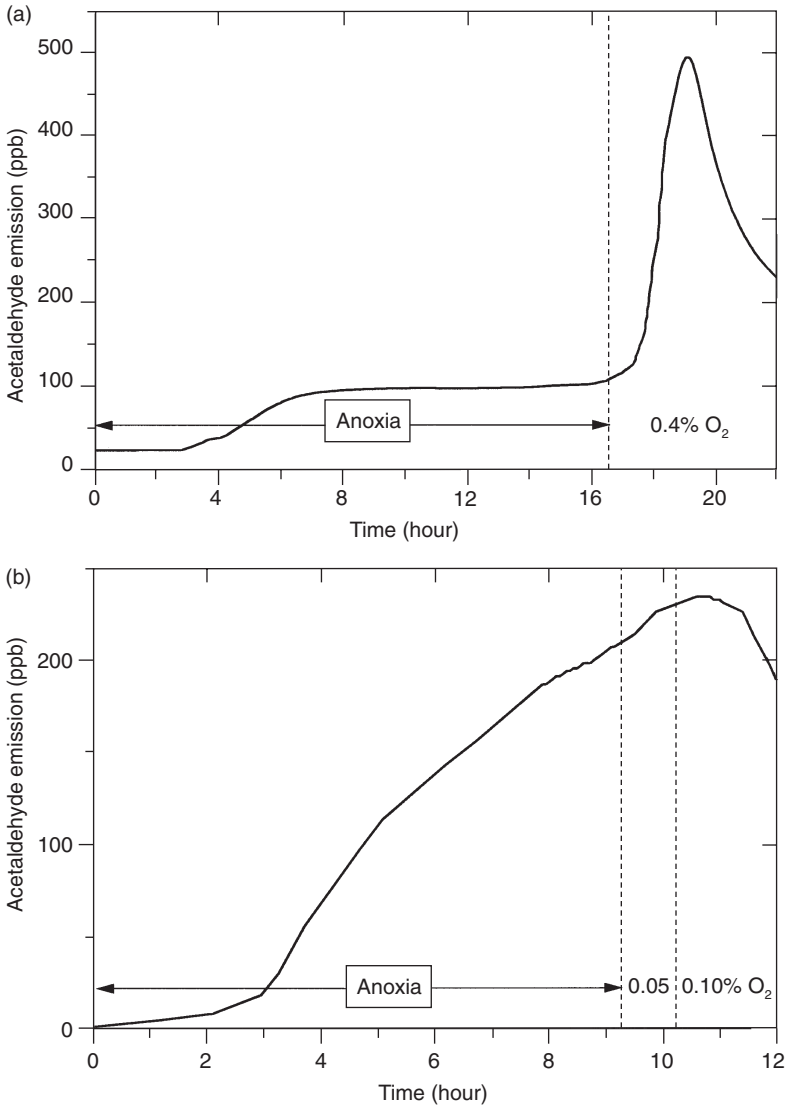 (a)
500
400
300
200
100
0
Acetaldehyde emission (ppb)
Anoxia
0.4% O₂
0 4 8 12 16 20
Time (hour)
(b)
200
100
0
Acetaldehyde emission (ppb)
Anoxia
0.05
0.10% O₂
0 2 4 6 8 10 12
Time (hour)